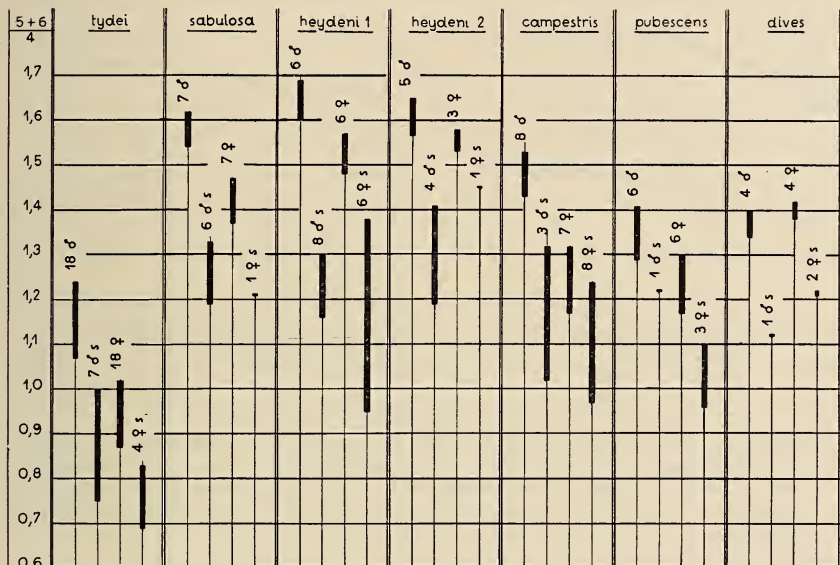 5+6
4
tydei
sabulosa
heydeni 1
heydeni 2
campestris
pubescens
dives
1,7
1,6
1,5
1,4
1,3
1,2
1,1
1,0
0,9
0,8
0,7
0,6
18 ♂
7 ♂ s
18 ♀
4 ♀ s
7 ♂
6 ♂ s
7 ♀
1 ♀ s
6 ♂
8 ♂ s
6 ♀
6 ♀ s
5 ♂
4 ♂ s
3 ♀
1 ♀ s
8 ♂
3 ♂ s
7 ♀
8 ♀ s
6 ♂
1 ♂ s
6 ♀
3 ♀ s
4 ♂
1 ♂ s
4 ♀
2 ♀ s